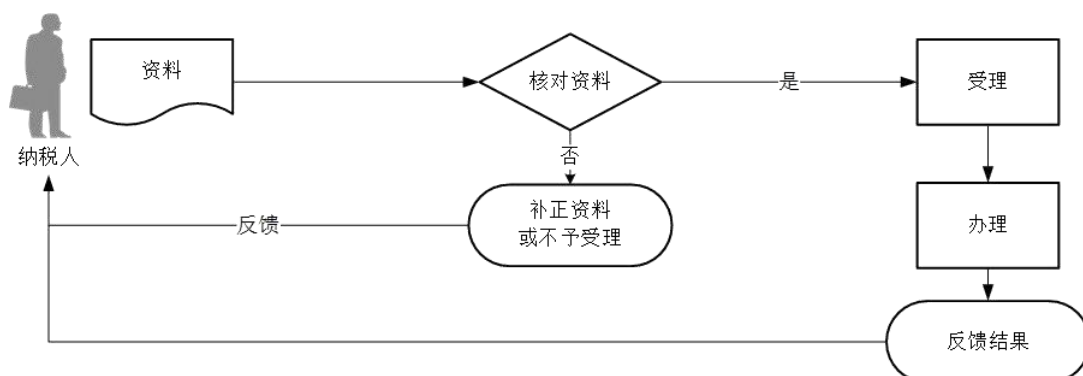 资料
核对资料
是
受理
纳税人
否
补正资料
或不予受理
反馈
办理
反馈结果